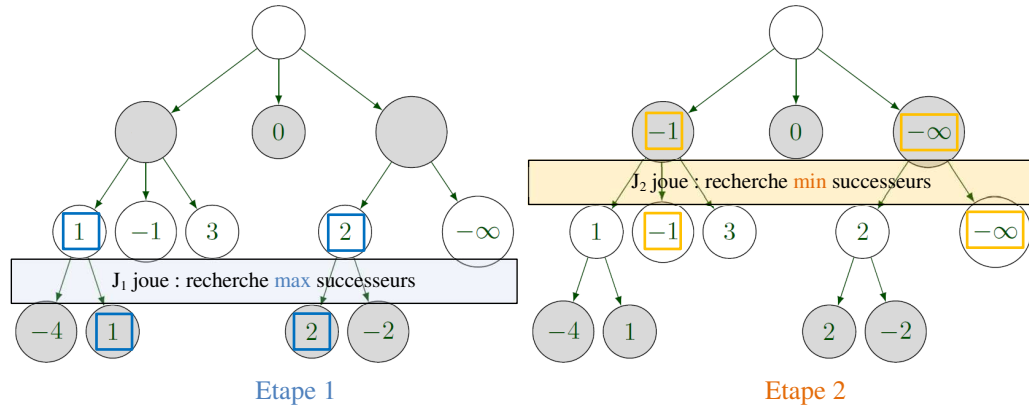 0
−1 0 −∞
J₂ joue : recherche min successeurs
1 −1 3 2 −∞
1 −1 3 2 −∞
J₁ joue : recherche max successeurs
−4 1 2 −2
−4 1 2 −2
Etape 1
Etape 2